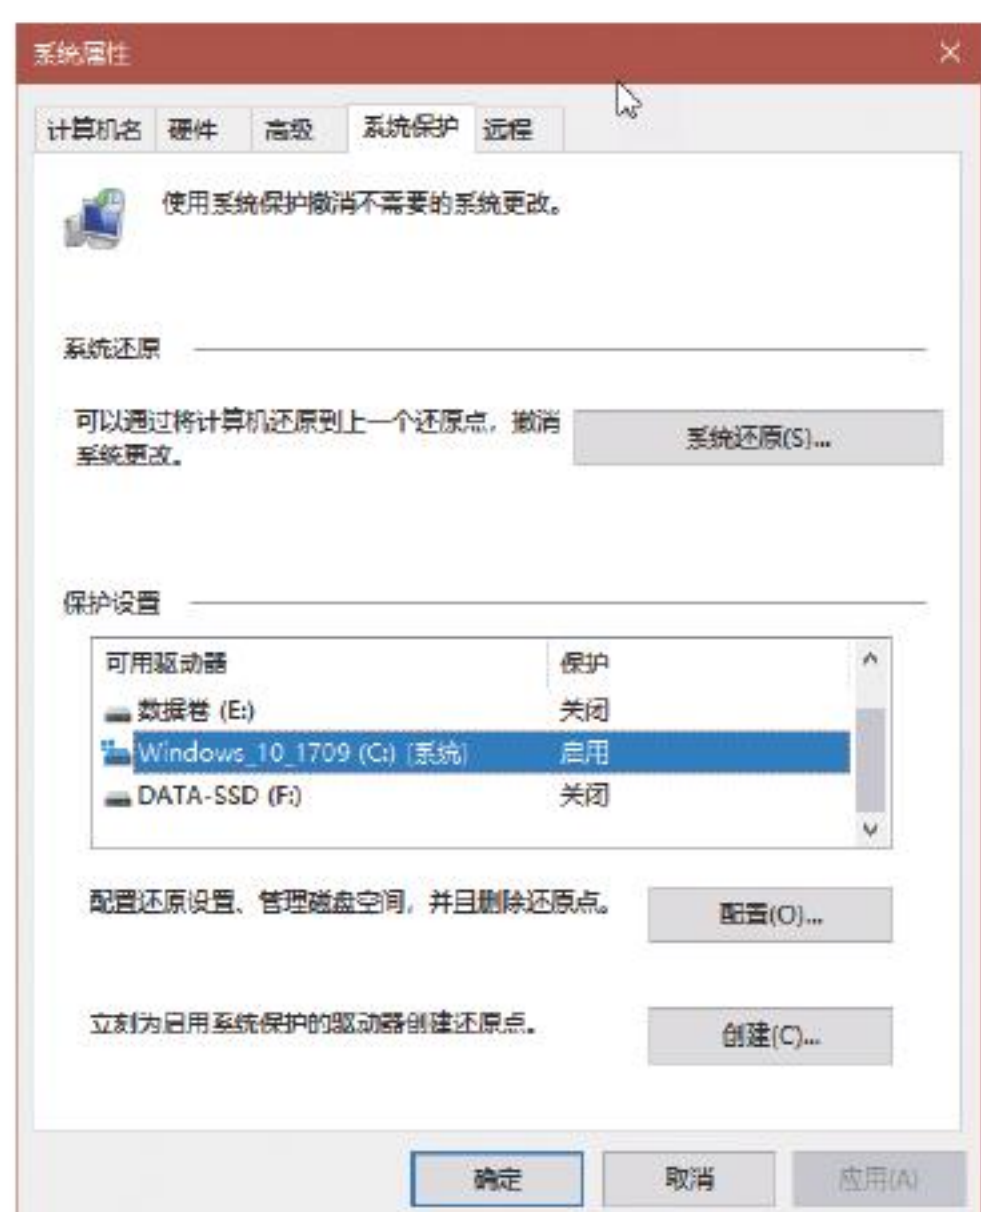 系统属性
计算机名 硬件 高级 系统保护 远程
使用系统保护撤消不需要的系统更改。
系统还原
可以通过将计算机还原到上一个还原点，撤消
系统更改。
系统还原(S)...
保护设置
可用驱动器 保护
数据卷 (E:) 关闭
Windows_10_1709 (C:) (系统) 启用
DATA-SSD (F:) 关闭
配置还原设置、管理磁盘空间，并且删除还原点。
配置(O)...
立刻为启用系统保护的驱动器创建还原点。
创建(C)...
确定 取消 应用(A)